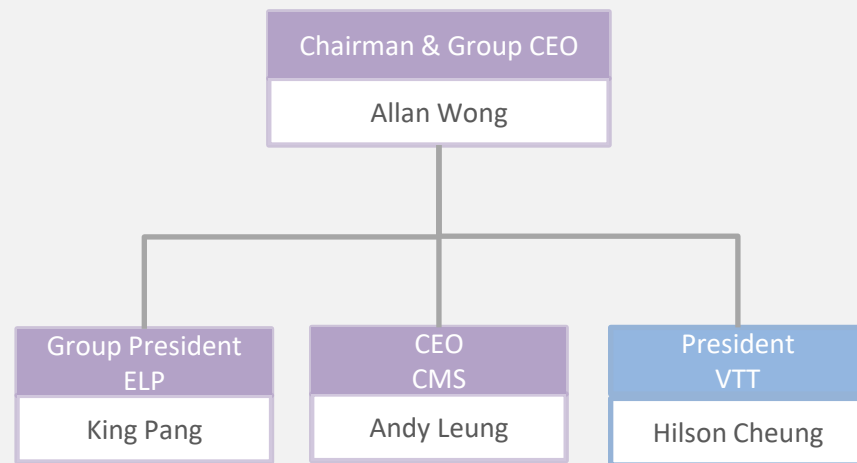 Chairman & Group CEO
Allan Wong
Group President
ELP
King Pang
CEO
CMS
Andy Leung
President
VTT
Hilson Cheung